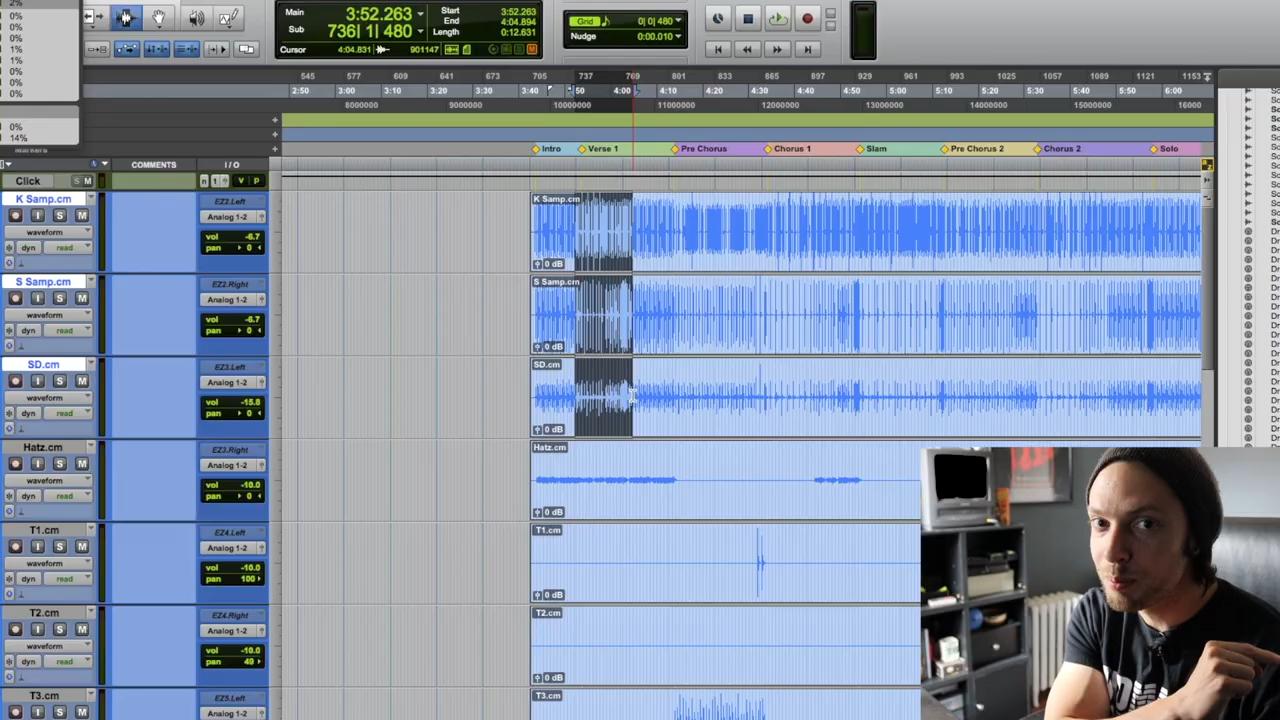 2%
0%
0%
0%
1%
1%
0%
0%
0%
0%
14%
Main 3:52.263
Sub 736| 1| 480
Start 3:52.263
End 4:04.894
Length 0:12.631
Cursor 4:04.831 901147
Grid 0| 0| 480
Nudge 0:00.010
545 577 609 641 673 705 737 769 801 833 865 897 929 961 993 1025 1057 1089 1121 1153
2:50 3:00 3:10 3:20 3:30 3:40 50 4:00 4:10 4:20 4:30 4:40 4:50 5:00 5:10 5:20 5:30 5:40 5:50 6:00
8000000 9000000 10000000 11000000 12000000 13000000 14000000 15000000 16000
Markers Intro Verse 1 Pre Chorus Chorus 1 Slam Pre Chorus 2 Chorus 2 Solo
COMMENTS I / O
Click S M n 1 v p
K Samp.cm EZ2.Left K Samp.cm
I S M Analog 1-2
waveform vol -6.7
dyn read pan 0
0 dB
S Samp.cm EZ2.Right S Samp.cm
I S M Analog 1-2
waveform vol -6.7
dyn read pan 0
0 dB
SD.cm EZ3.Left SD.cm
I S M Analog 1-2
waveform vol -15.8
dyn read pan 0
0 dB
Hatz.cm EZ3.Right Hatz.cm
I S M Analog 1-2
waveform vol -10.0
dyn read pan 0
0 dB
T1.cm EZ4.Left T1.cm
I S M Analog 1-2
waveform vol -10.0
dyn read pan 100
0 dB
T2.cm EZ4.Right T2.cm
I S M Analog 1-2
waveform vol -10.0
dyn read pan 49
0 dB
T3.cm EZ5.Left T3.cm
I S M Analog 1-2